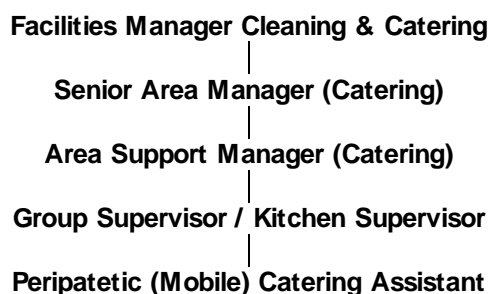 Facilities Manager Cleaning & Catering
Senior Area Manager (Catering)
Area Support Manager (Catering)
Group Supervisor / Kitchen Supervisor
Peripatetic (Mobile) Catering Assistant